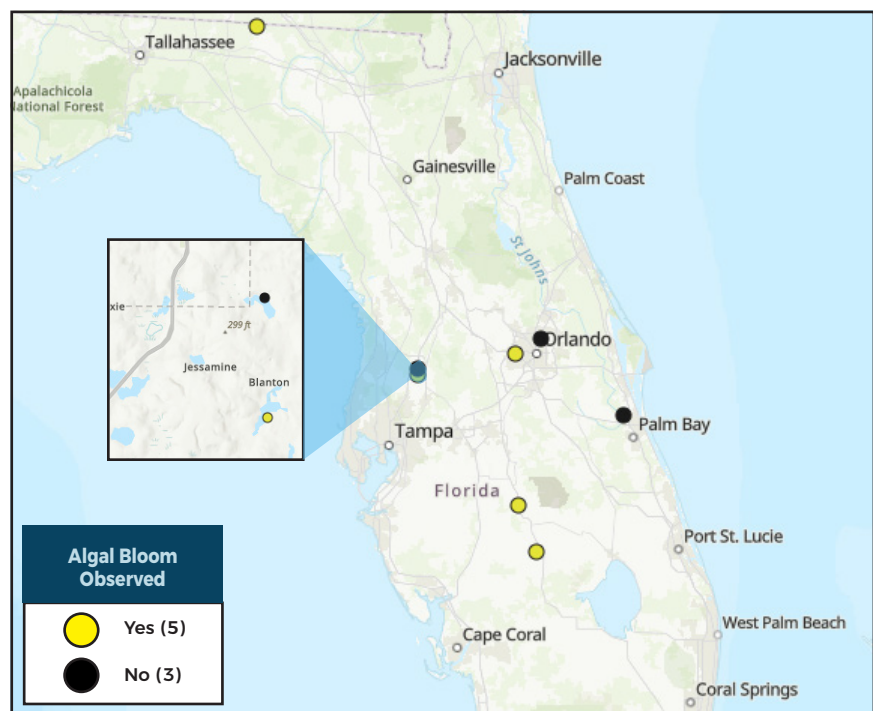 Tallahassee
Jacksonville
Apalachicola
National Forest
Gainesville
Palm Coast
St Johns
xie
299 ft
Jessamine
Blanton
Orlando
Tampa
Palm Bay
Florida
Port St. Lucie
West Palm Beach
Cape Coral
Coral Springs
Algal Bloom
Observed
Yes (5)
No (3)